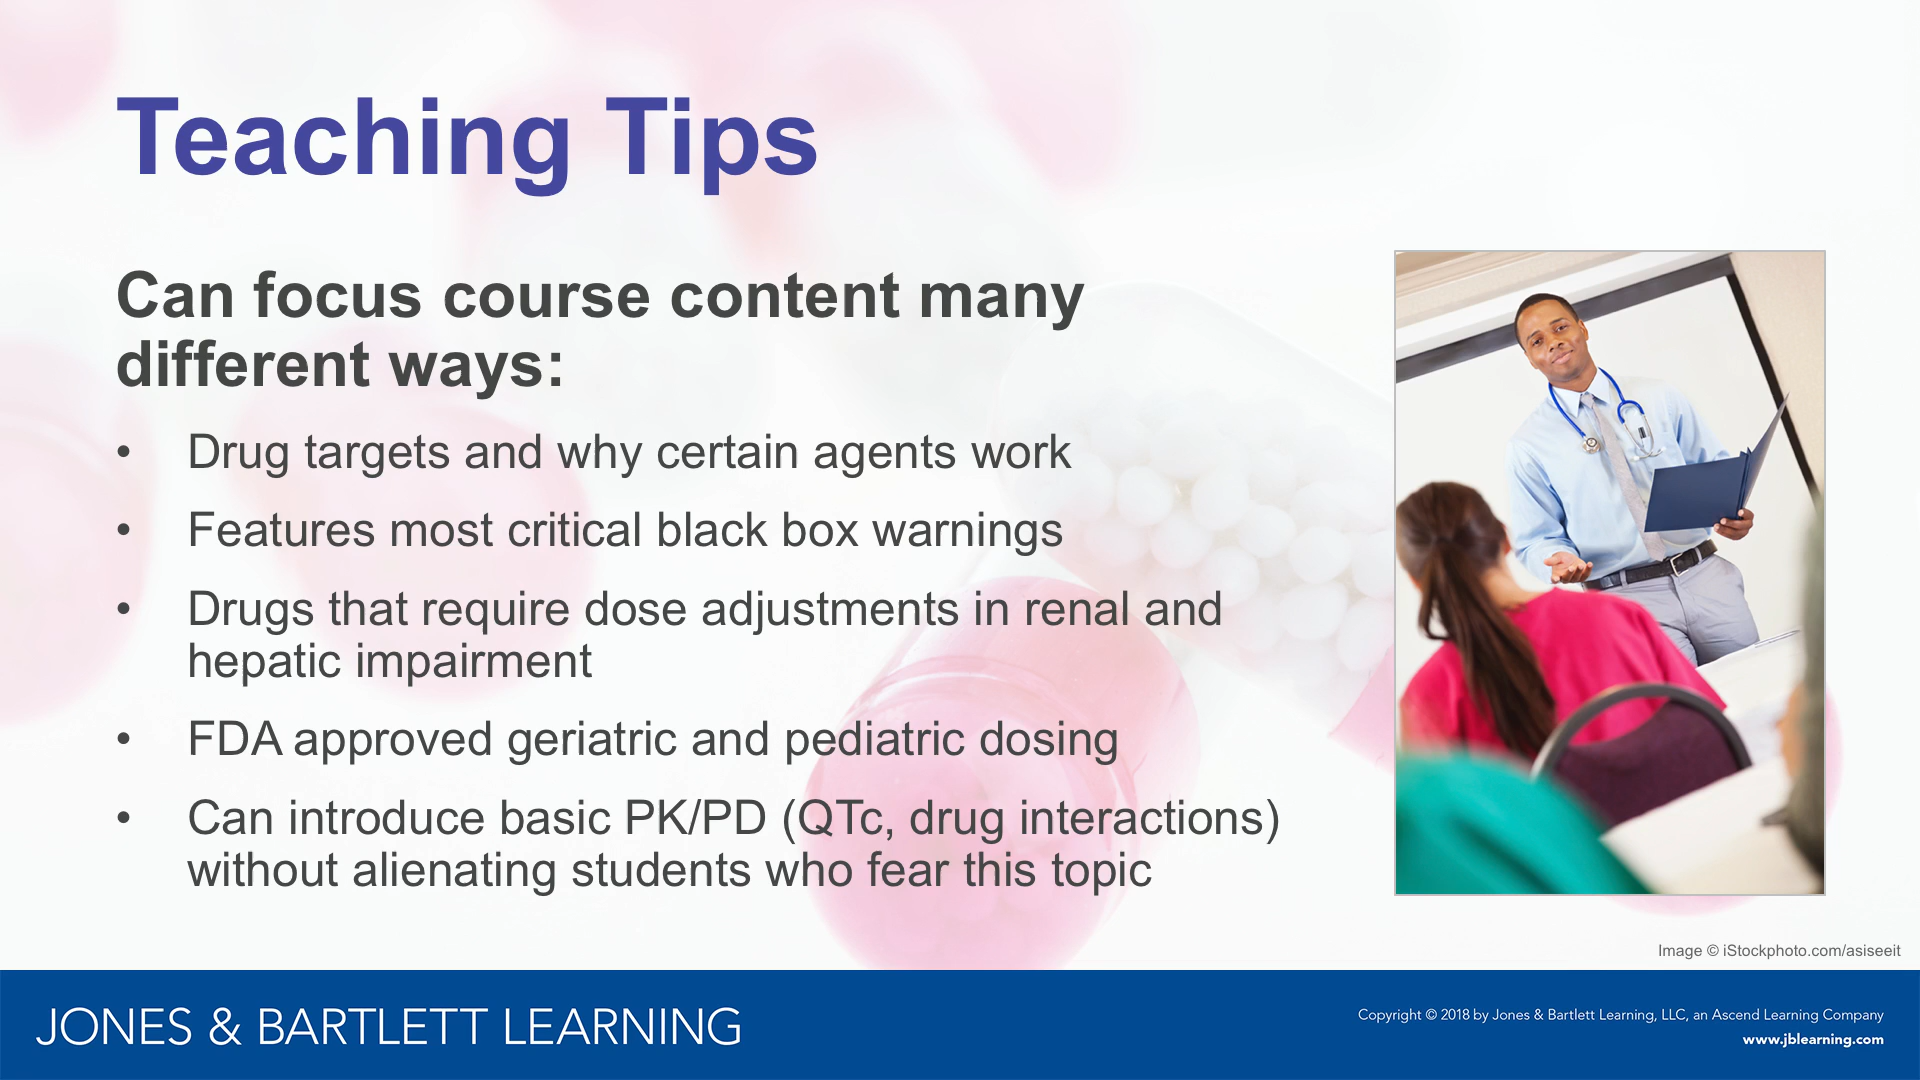 Teaching Tips
Can focus course content many
different ways:
• Drug targets and why certain agents work
• Features most critical black box warnings
• Drugs that require dose adjustments in renal and
hepatic impairment
• FDA approved geriatric and pediatric dosing
• Can introduce basic PK/PD (QTc, drug interactions)
without alienating students who fear this topic
Image © iStockphoto.com/asiseeit
JONES & BARTLETT LEARNING
Copyright © 2018 by Jones & Bartlett Learning, LLC, an Ascend Learning Company
www.jblearning.com